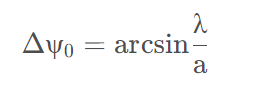 Δψ₀ = arcsin λ/a